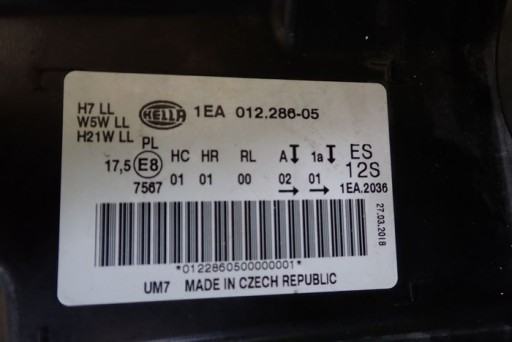 H7 LL
W5W LL
H21W LL
HELLA 1EA 012.286-05
PL
17,5 E8 HC HR RL A 1a ES
7567 01 01 00 02 01 12S
1EA.2036
27.03.2018
*0122860500000001*
UM7 MADE IN CZECH REPUBLIC